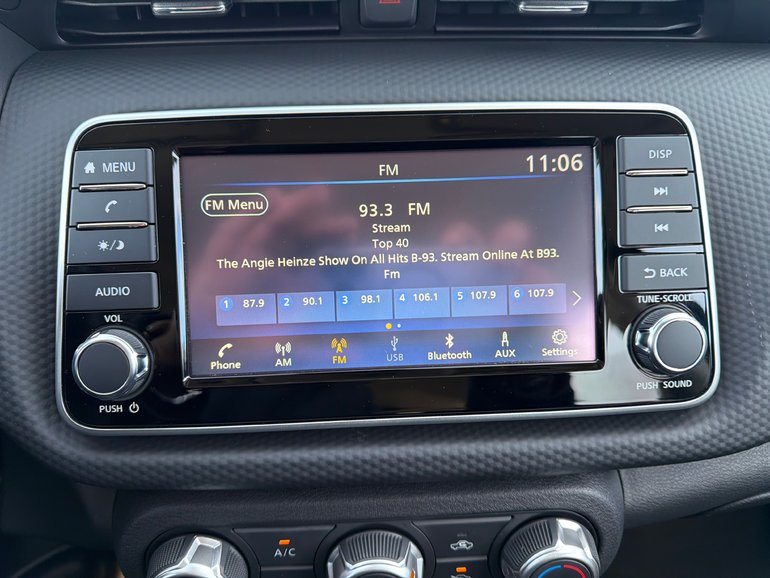 FM
11:06
FM Menu
93.3 FM
Stream
Top 40
The Angie Heinze Show On All Hits B-93. Stream Online At B93.
Fm
1 87.9 2 90.1 3 98.1 4 106.1 5 107.9 6 107.9
Phone AM FM USB Bluetooth AUX Settings
MENU
AUDIO
VOL
PUSH
DISP
BACK
TUNE·SCROLL
PUSH SOUND
A/C